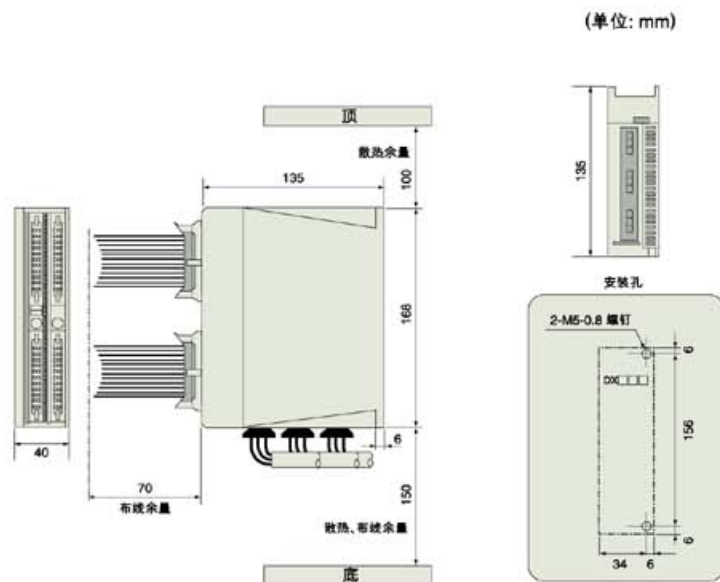 (单位: mm)
顶
散热余量
100
135
135
168
安装孔
2-M5-0.8 螺钉
6
DX
156
6
40
6
70
布线余量
150
散热、布线余量
34
6
底